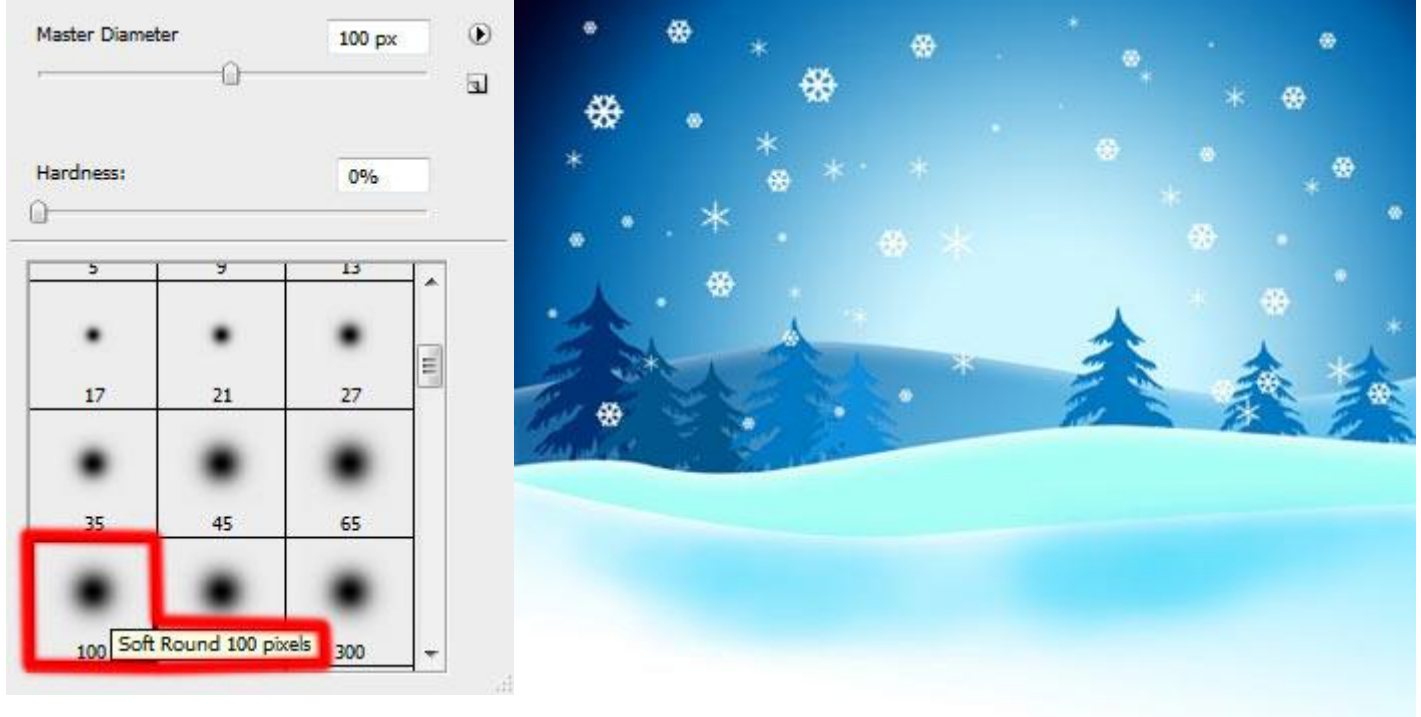 Master Diameter 100 px
Hardness: 0%
5 9 13
17 21 27
35 45 65
100 Soft Round 100 pixels 300